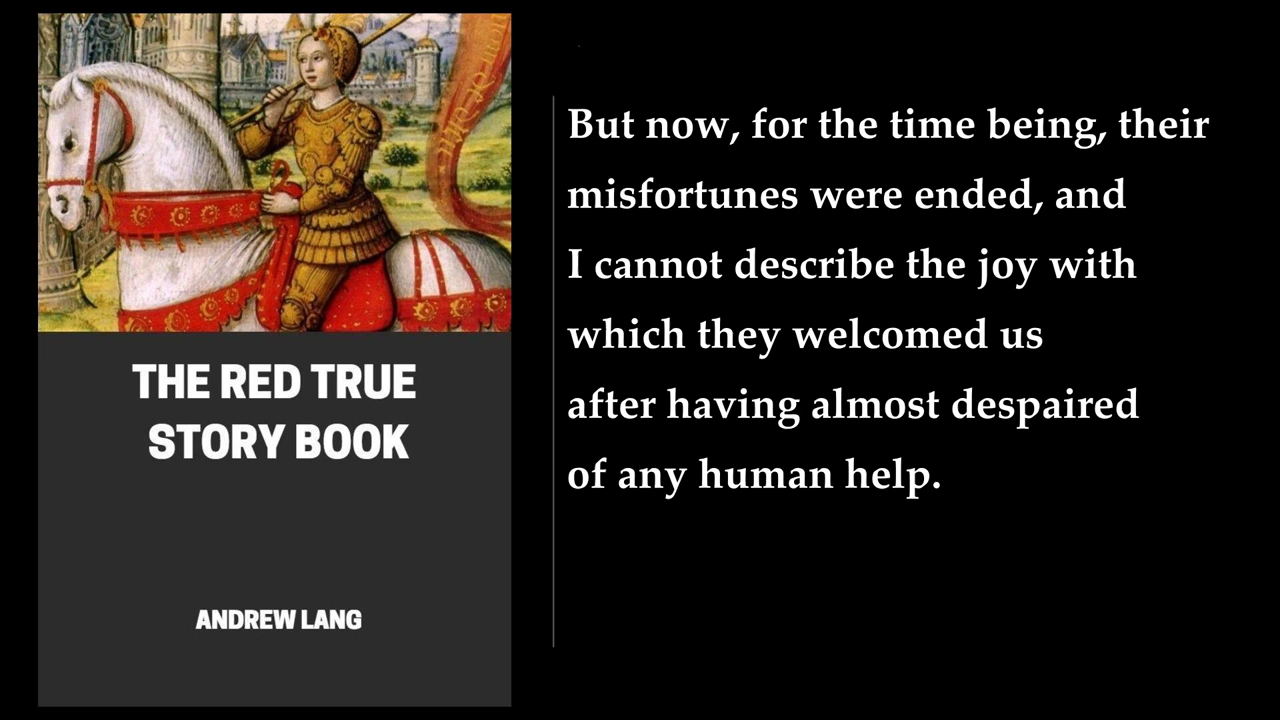 THE RED TRUE
STORY BOOK
ANDREW LANG
But now, for the time being, their
misfortunes were ended, and
I cannot describe the joy with
which they welcomed us
after having almost despaired
of any human help.